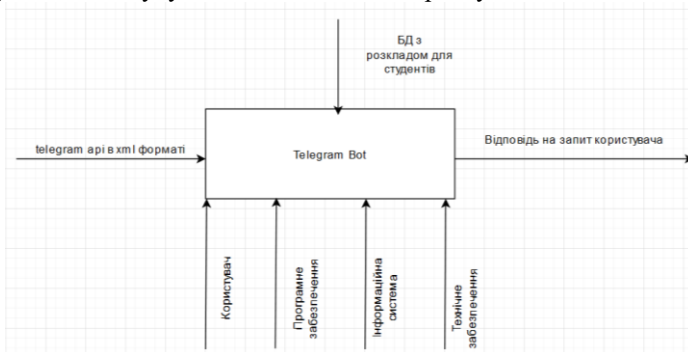 БД з
розкладом для
студентів
telegram api в xml форматі
Telegram Bot
Відповідь на запит користувача
Користувач
Програмне
забезпечення
Інформаційна
система
Технічне
забезпечення